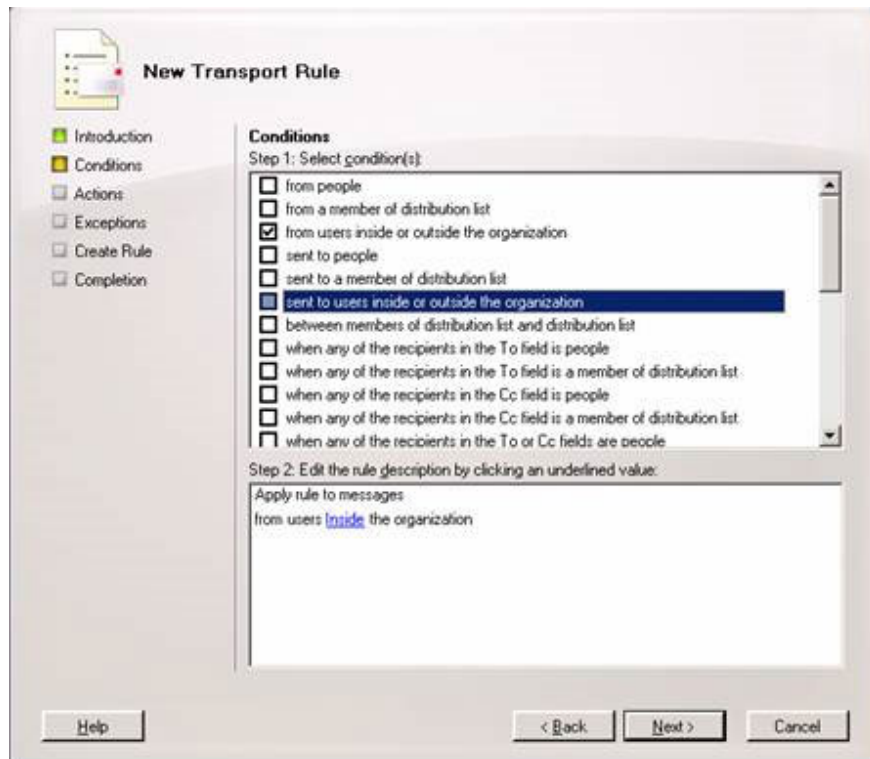 New Transport Rule
Introduction
Conditions
Actions
Exceptions
Create Rule
Completion
Conditions
Step 1: Select condition(s):
from people
from a member of distribution list
from users inside or outside the organization
sent to people
sent to a member of distribution list
sent to users inside or outside the organization
between members of distribution list and distribution list
when any of the recipients in the To field is people
when any of the recipients in the To field is a member of distribution list
when any of the recipients in the Cc field is people
when any of the recipients in the Cc field is a member of distribution list
when any of the recipients in the To or Cc fields are people
Step 2: Edit the rule description by clicking an underlined value:
Apply rule to messages
from users Inside the organization
Help
< Back
Next >
Cancel